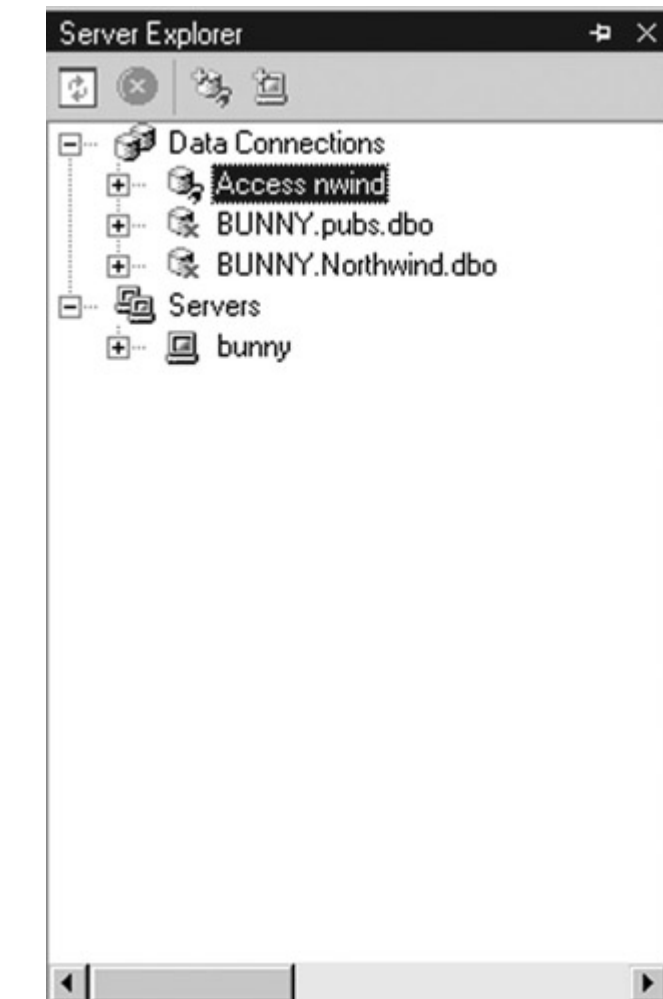 Server Explorer
Data Connections
Access nwind
BUNNY.pubs.dbo
BUNNY.Northwind.dbo
Servers
bunny